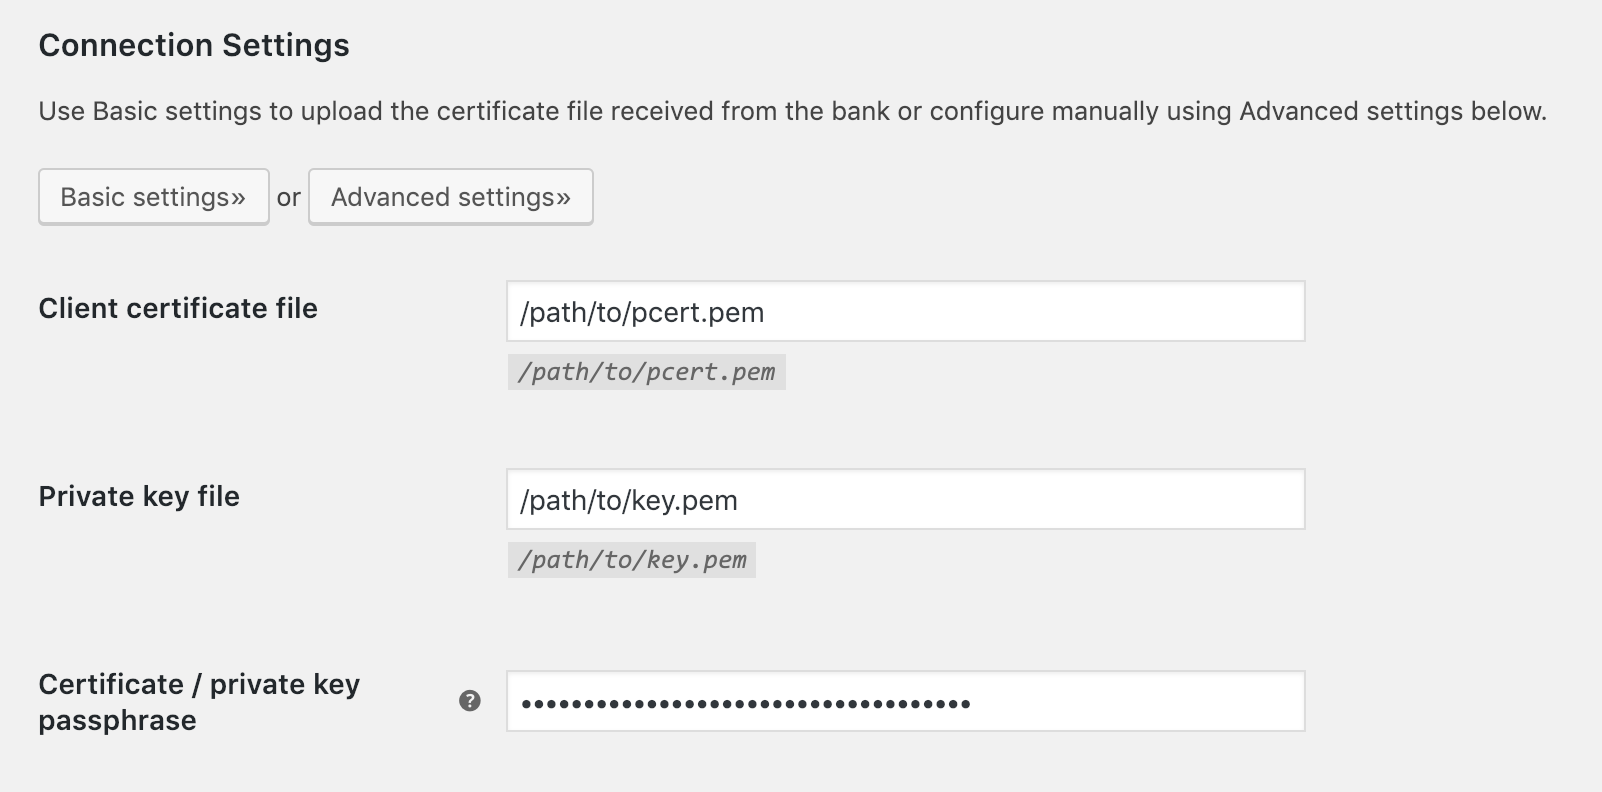 Connection Settings
Use Basic settings to upload the certificate file received from the bank or configure manually using Advanced settings below.
Basic settings» or Advanced settings»
Client certificate file
/path/to/pcert.pem
/path/to/pcert.pem
Private key file
/path/to/key.pem
/path/to/key.pem
Certificate / private key
passphrase
?
••••••••••••••••••••••••••••••••••••